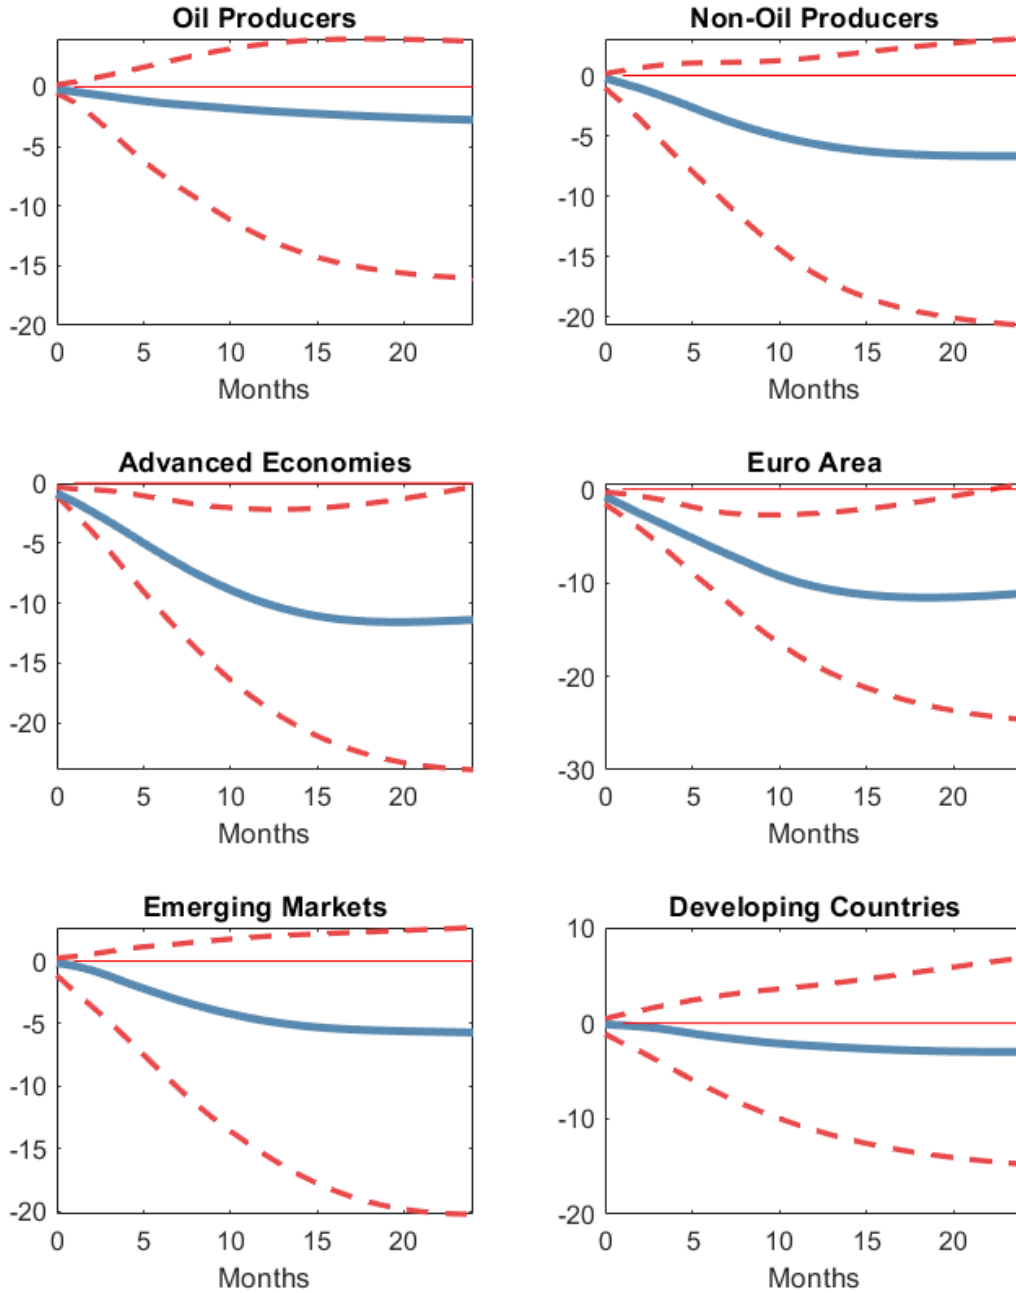 Oil Producers
0
-5
-10
-15
-20
0 5 10 15 20
Months
Non-Oil Producers
0
-5
-10
-15
-20
0 5 10 15 20
Months
Advanced Economies
0
-5
-10
-15
-20
0 5 10 15 20
Months
Euro Area
0
-10
-20
-30
0 5 10 15 20
Months
Emerging Markets
0
-5
-10
-15
-20
0 5 10 15 20
Months
Developing Countries
10
0
-10
-20
0 5 10 15 20
Months